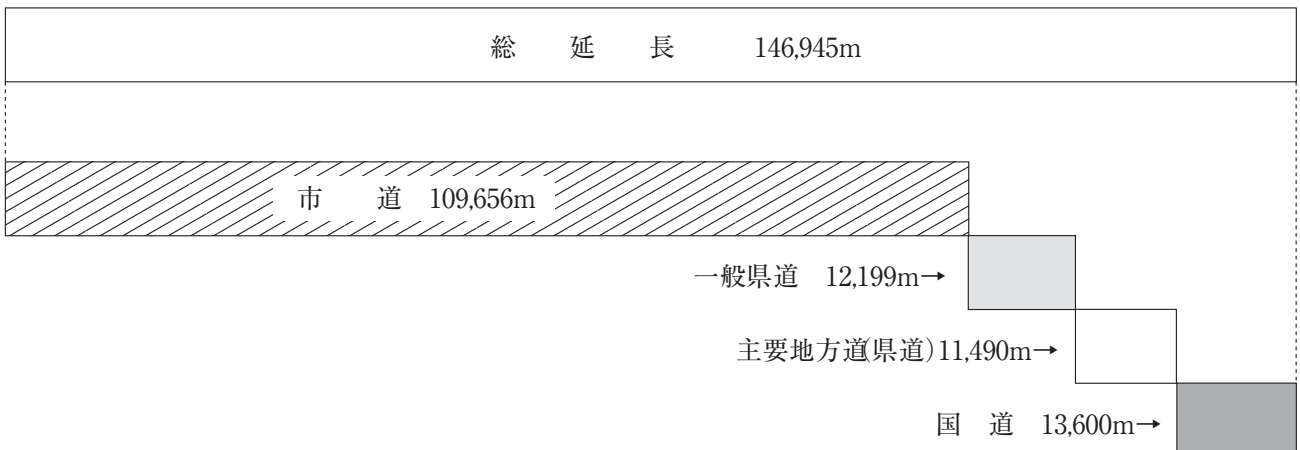 総 延 長 146,945m
市 道 109,656m
一般県道 12,199m→
主要地方道(県道)11,490m→
国 道 13,600m→